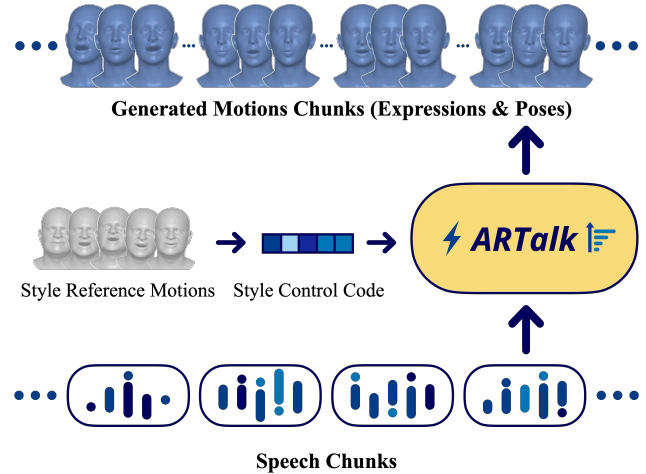 Generated Motions Chunks (Expressions & Poses)
ARTalk
Style Reference Motions
Style Control Code
Speech Chunks